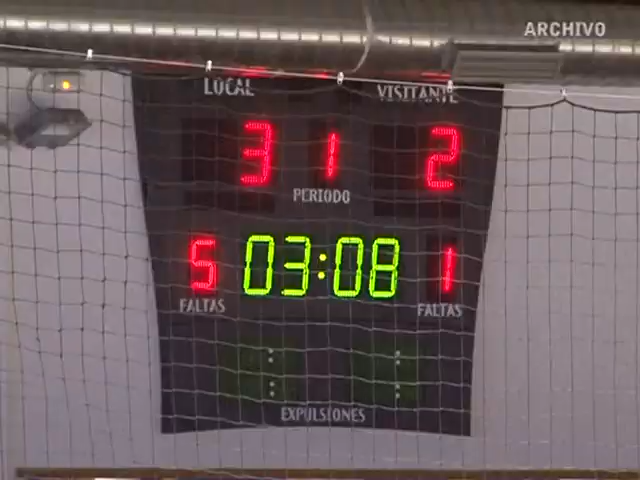 ARCHIVO
LOCAL VISITANTE
3 1 2
PERIODO
5 03:08 1
FALTAS FALTAS
EXPULSIONES